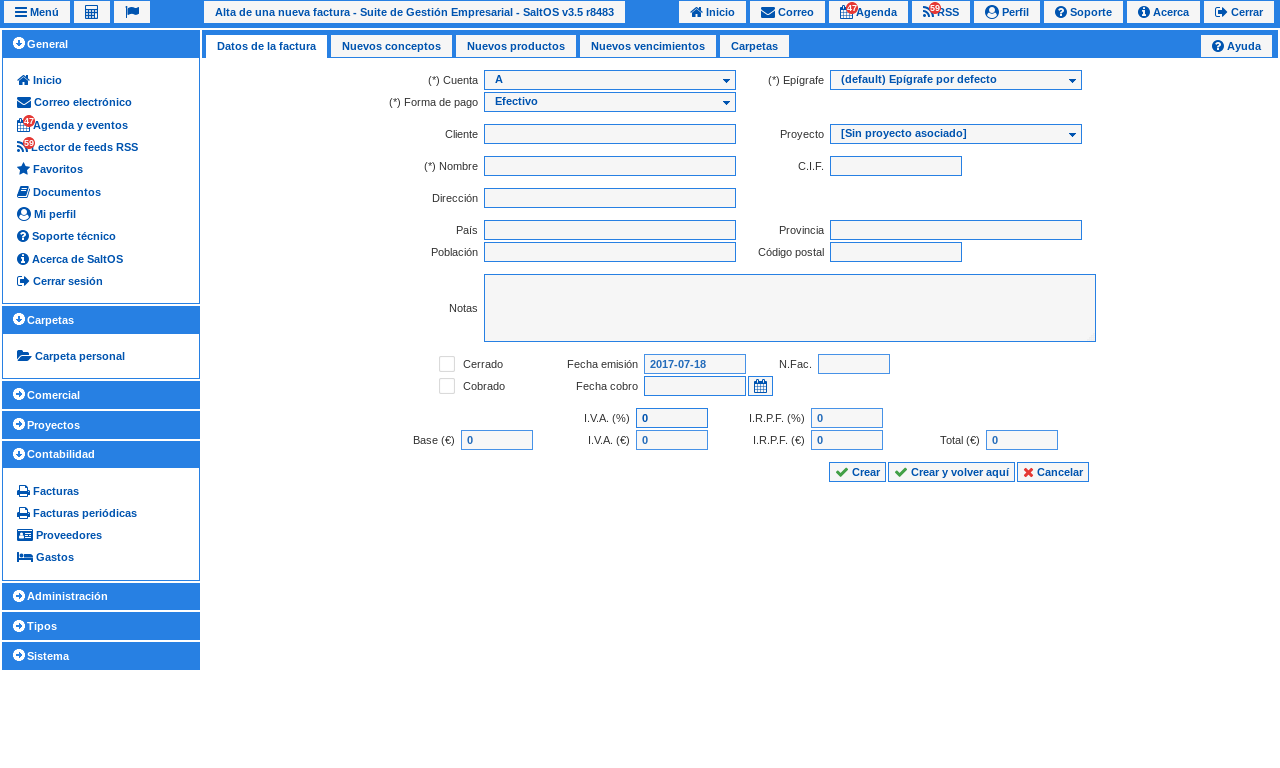 Menú
Alta de una nueva factura - Suite de Gestión Empresarial - SaltOS v3.5 r8483
Inicio
Correo
47 Agenda
59 RSS
Perfil
Soporte
Acerca
Cerrar
General
Inicio
Correo electrónico
47 Agenda y eventos
59 Lector de feeds RSS
Favoritos
Documentos
Mi perfil
Soporte técnico
Acerca de SaltOS
Cerrar sesión
Carpetas
Carpeta personal
Comercial
Proyectos
Contabilidad
Facturas
Facturas periódicas
Proveedores
Gastos
Administración
Tipos
Sistema
Datos de la factura
Nuevos conceptos
Nuevos productos
Nuevos vencimientos
Carpetas
Ayuda
(*) Cuenta A (*) Epígrafe (default) Epígrafe por defecto
(*) Forma de pago Efectivo
Cliente Proyecto [Sin proyecto asociado]
(*) Nombre C.I.F.
Dirección
País Provincia
Población Código postal
Notas
Cerrado Fecha emisión 2017-07-18 N.Fac.
Cobrado Fecha cobro
I.V.A. (%) 0 I.R.P.F. (%) 0
Base (€) 0 I.V.A. (€) 0 I.R.P.F. (€) 0 Total (€) 0
Crear Crear y volver aquí Cancelar